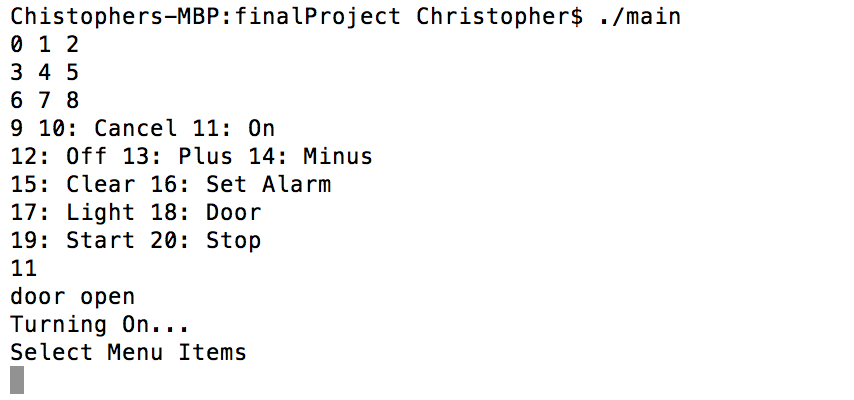 Chistophers-MBP:finalProject Christopher$ ./main
0 1 2
3 4 5
6 7 8
9 10: Cancel 11: On
12: Off 13: Plus 14: Minus
15: Clear 16: Set Alarm
17: Light 18: Door
19: Start 20: Stop
11
door open
Turning On...
Select Menu Items